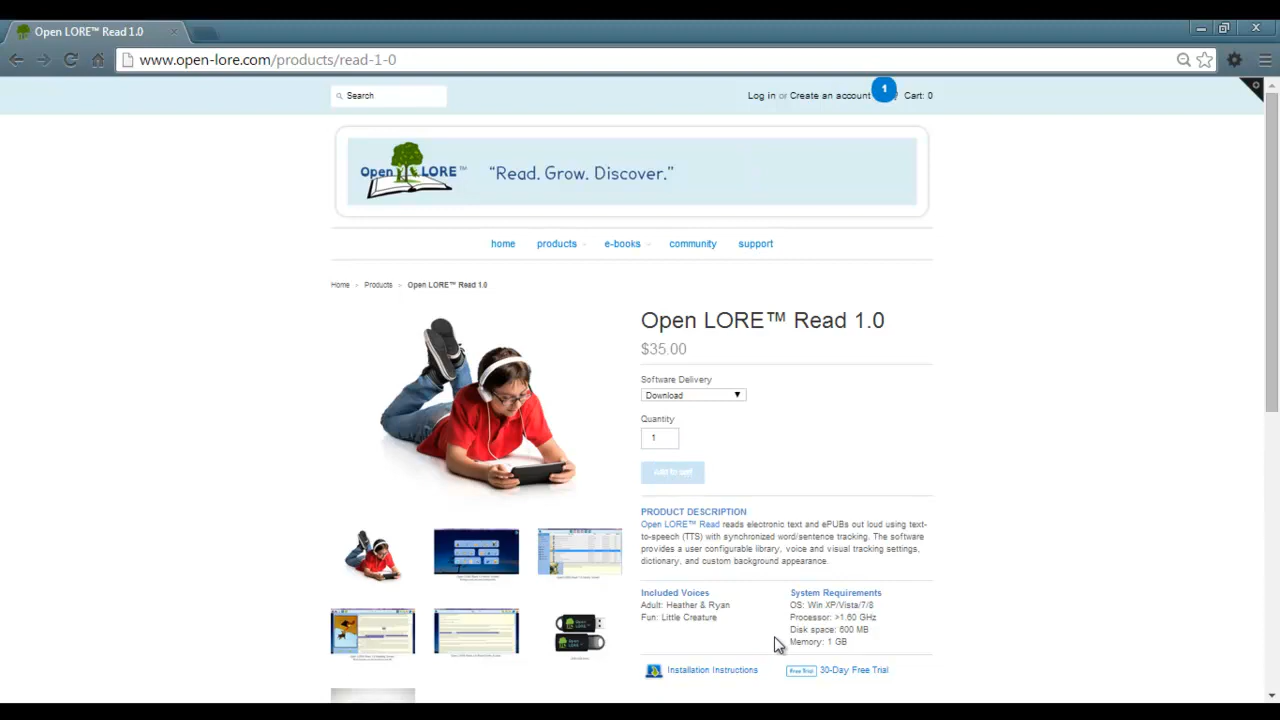 Open LORE™ Read 1.0
www.open-lore.com/products/read-1-0
Search
Log in or Create an account
1
Cart: 0
Open LORE™
“Read. Grow. Discover.”
home
products
e-books
community
support
Home > Products > Open LORE™ Read 1.0
Open LORE™ Read 1.0
$35.00
Software Delivery
Download
Quantity
1
Add to cart
PRODUCT DESCRIPTION
Open LORE™ Read reads electronic text and ePUBs out loud using text-
to-speech (TTS) with synchronized word/sentence tracking. The software
provides a user configurable library, voice and visual tracking settings,
dictionary, and custom background appearance.
Included Voices
Adult: Heather & Ryan
Fun: Little Creature
System Requirements
OS: Win XP/Vista/7/8
Processor: >1.60 GHz
Disk space: 600 MB
Memory: 1 GB
Installation Instructions
Free Trial
30-Day Free Trial